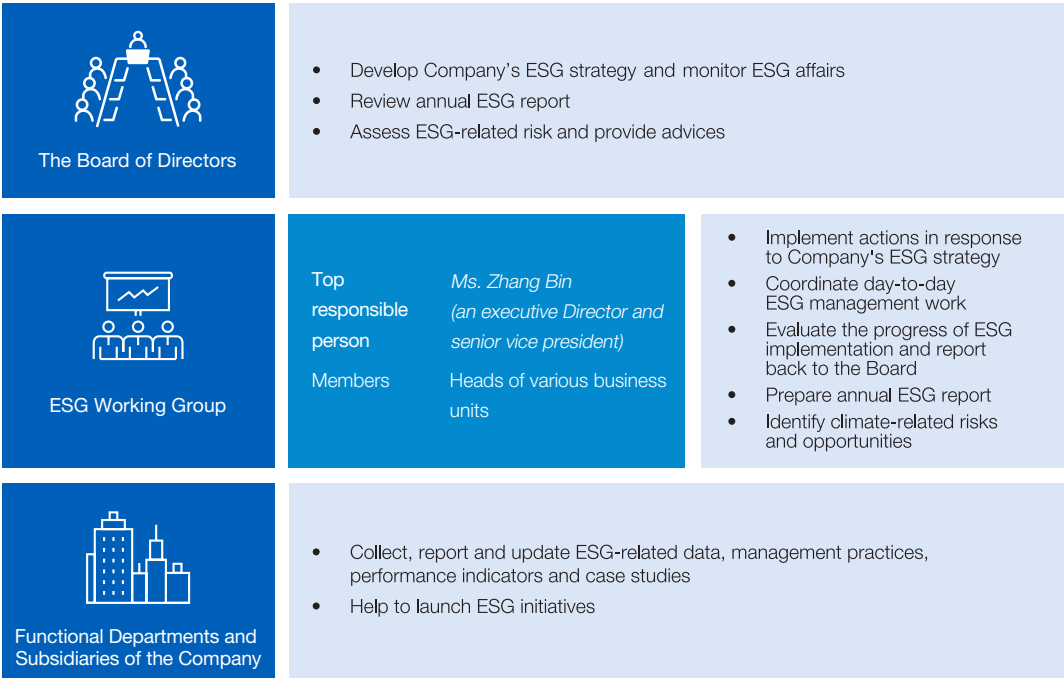 The Board of Directors
• Develop Company's ESG strategy and monitor ESG affairs
• Review annual ESG report
• Assess ESG-related risk and provide advices
ESG Working Group
Top
responsible
person
Ms. Zhang Bin
(an executive Director and
senior vice president)
Members
Heads of various business
units
• Implement actions in response
to Company's ESG strategy
• Coordinate day-to-day
ESG management work
• Evaluate the progress of ESG
implementation and report
back to the Board
• Prepare annual ESG report
• Identify climate-related risks
and opportunities
Functional Departments and
Subsidiaries of the Company
• Collect, report and update ESG-related data, management practices,
performance indicators and case studies
• Help to launch ESG initiatives